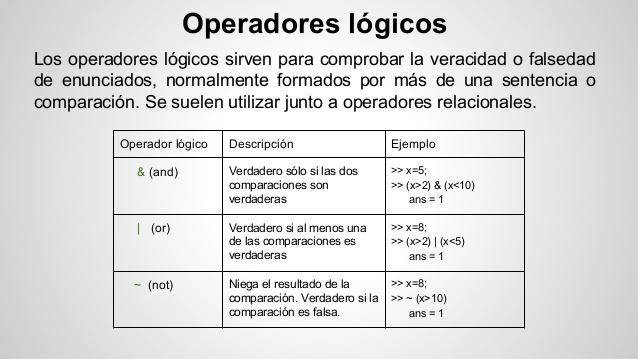 Operadores lógicos
Los operadores lógicos sirven para comprobar la veracidad o falsedad
de enunciados, normalmente formados por más de una sentencia o
comparación. Se suelen utilizar junto a operadores relacionales.
Operador lógico Descripción Ejemplo
& (and)
Verdadero sólo si las dos
comparaciones son
verdaderas
>> x=5;
>> (x>2) & (x<10)
ans = 1
| (or)
Verdadero si al menos una
de las comparaciones es
verdaderas
>> x=8;
>> (x>2) | (x<5)
ans = 1
~ (not)
Niega el resultado de la
comparación. Verdadero si la
comparación es falsa.
>> x=8;
>> ~ (x>10)
ans = 1